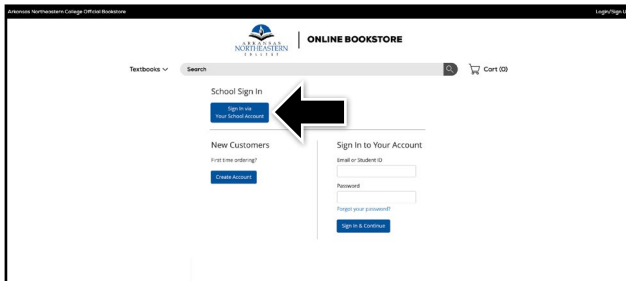 Arkansas Northeastern College Official Bookstore
Login/Sign U
ARKANSAS
NORTHEASTERN
COLLEGE
ONLINE BOOKSTORE
Textbooks
Search
Cart (0)
School Sign In
Sign In via
Your School Account
New Customers
First time ordering?
Create Account
Sign In to Your Account
Email or Student ID
Password
Forgot your password?
Sign In & Continue